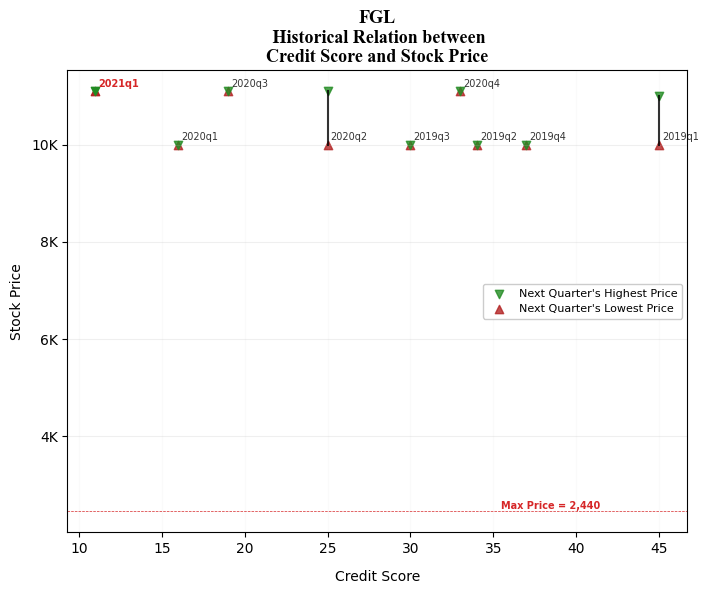 FGL
Historical Relation between
Credit Score and Stock Price
2021q1
2020q3
2020q4
2020q1
2020q2
2019q3
2019q2
2019q4
2019q1
10K
8K
6K
4K
Stock Price
Next Quarter's Highest Price
Next Quarter's Lowest Price
Max Price = 2,440
10 15 20 25 30 35 40 45
Credit Score